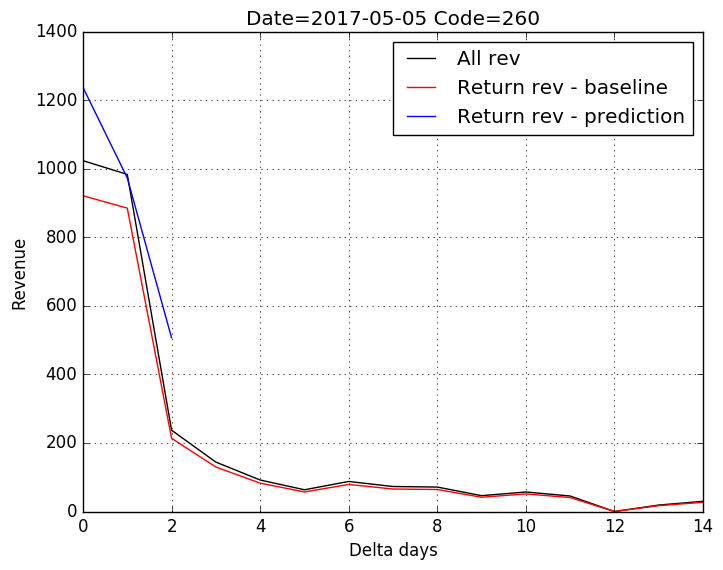 Date=2017-05-05 Code=260
1400
1200
1000
800
600
400
200
0
Revenue
All rev
Return rev - baseline
Return rev - prediction
0 2 4 6 8 10 12 14
Delta days